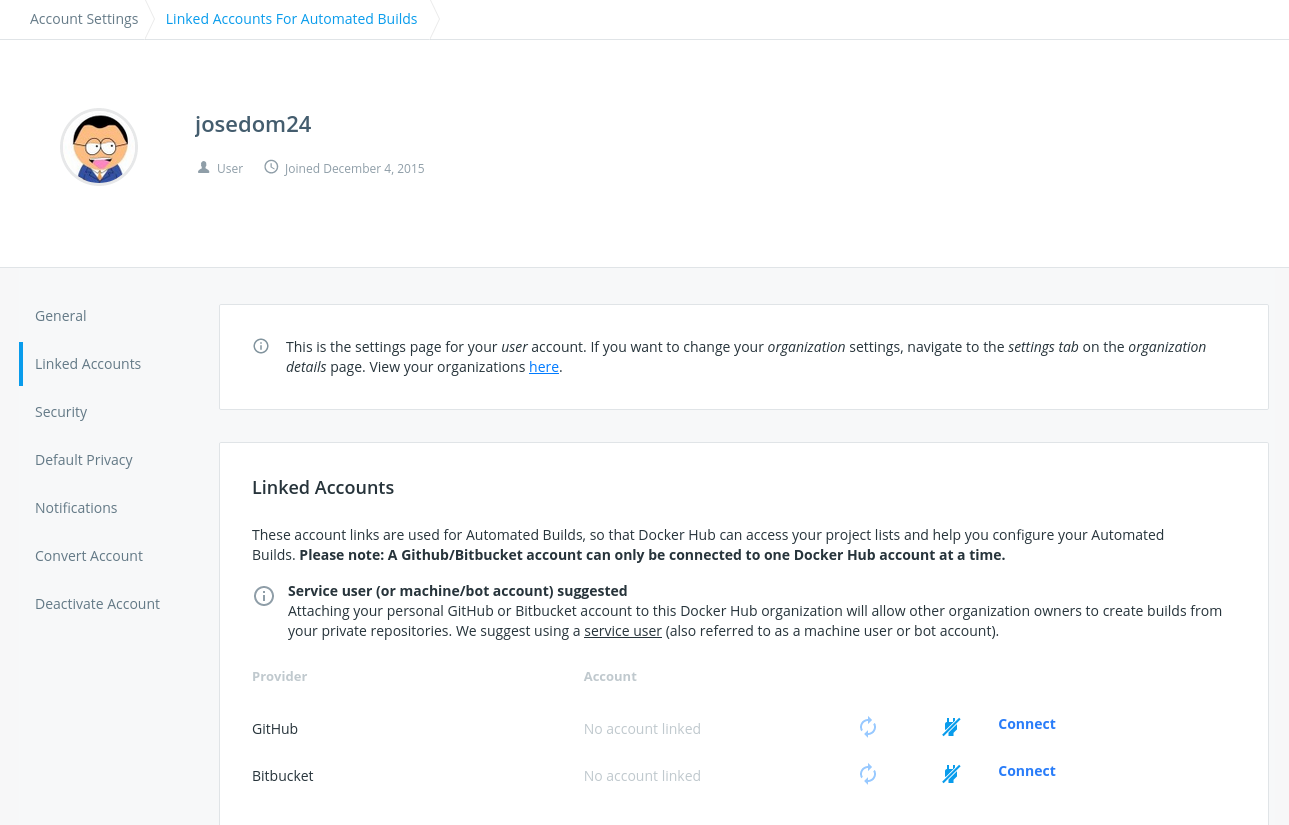 Account Settings
Linked Accounts For Automated Builds
josedom24
User
Joined December 4, 2015
General
Linked Accounts
Security
Default Privacy
Notifications
Convert Account
Deactivate Account
This is the settings page for your user account. If you want to change your organization settings, navigate to the settings tab on the organization
details page. View your organizations here.
Linked Accounts
These account links are used for Automated Builds, so that Docker Hub can access your project lists and help you configure your Automated
Builds. Please note: A Github/Bitbucket account can only be connected to one Docker Hub account at a time.
Service user (or machine/bot account) suggested
Attaching your personal GitHub or Bitbucket account to this Docker Hub organization will allow other organization owners to create builds from
your private repositories. We suggest using a service user (also referred to as a machine user or bot account).
Provider Account
GitHub No account linked Connect
Bitbucket No account linked Connect